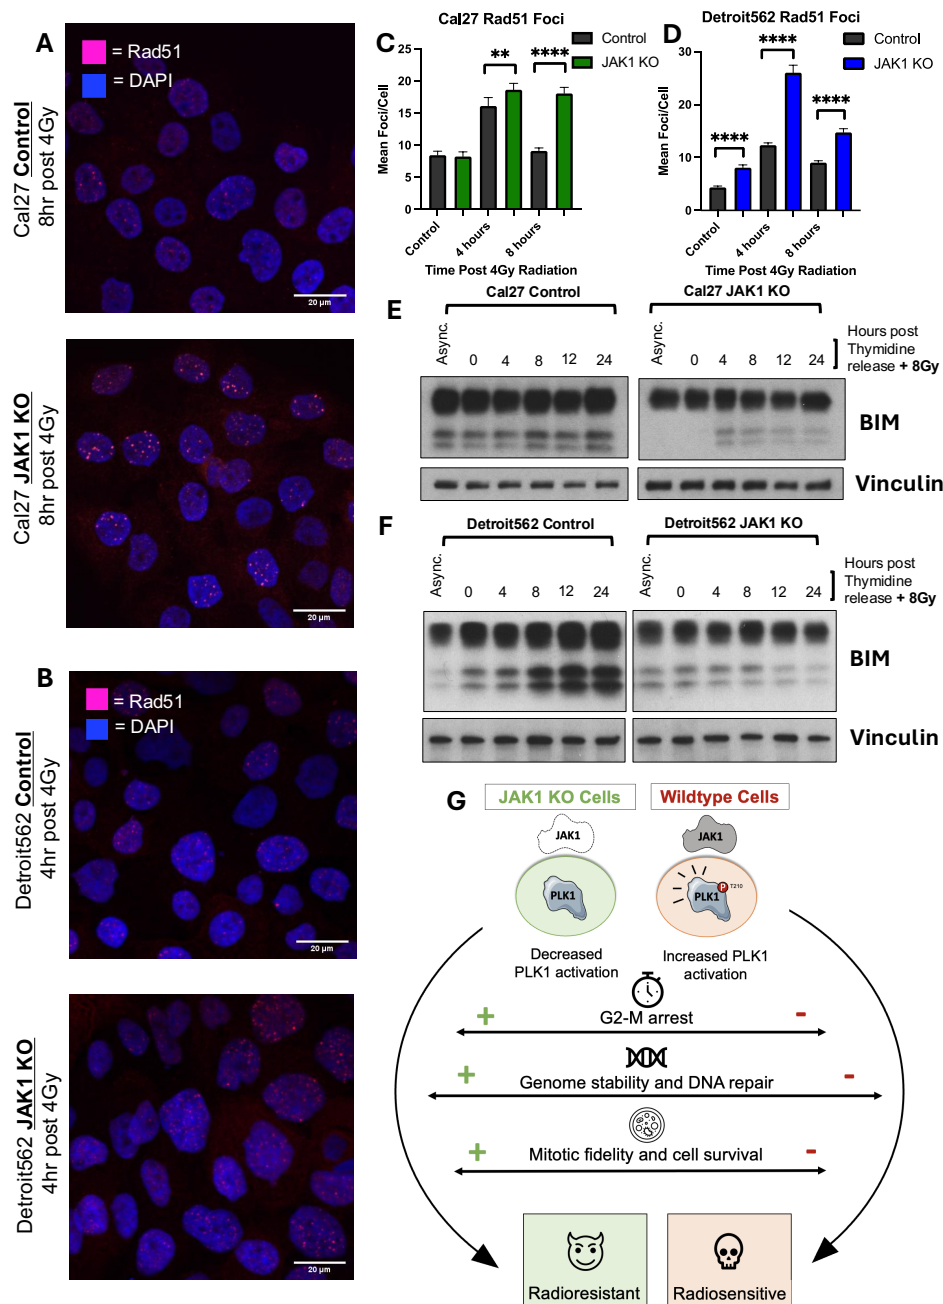 A
= Rad51
= DAPI
Cal27 Control
8hr post 4Gy
20 µm
Cal27 JAK1 KO
8hr post 4Gy
20 µm
B
= Rad51
= DAPI
Detroit562 Control
4hr post 4Gy
20 µm
Detroit562 JAK1 KO
4hr post 4Gy
20 µm
C
Cal27 Rad51 Foci
Control
JAK1 KO
** ****
Mean Foci/Cell
25
20
15
10
5
0
Control 4 hours 8 hours
Time Post 4Gy Radiation
D
Detroit562 Rad51 Foci
Control
JAK1 KO
**** **** ****
Mean Foci/Cell
30
20
10
0
Control 4 hours 8 hours
Time Post 4Gy Radiation
E
Cal27 Control Cal27 JAK1 KO
Async. 0 4 8 12 24 Async. 0 4 8 12 24
Hours post
Thymidine
release + 8Gy
BIM
Vinculin
F
Detroit562 Control Detroit562 JAK1 KO
Async. 0 4 8 12 24 Async. 0 4 8 12 24
Hours post
Thymidine
release + 8Gy
BIM
Vinculin
G
JAK1 KO Cells Wildtype Cells
JAK1 JAK1
PLK1 PLK1 P T210
Decreased
PLK1 activation
Increased PLK1
activation
+ -
G2-M arrest
+ -
Genome stability and DNA repair
+ -
Mitotic fidelity and cell survival
Radioresistant Radiosensitive